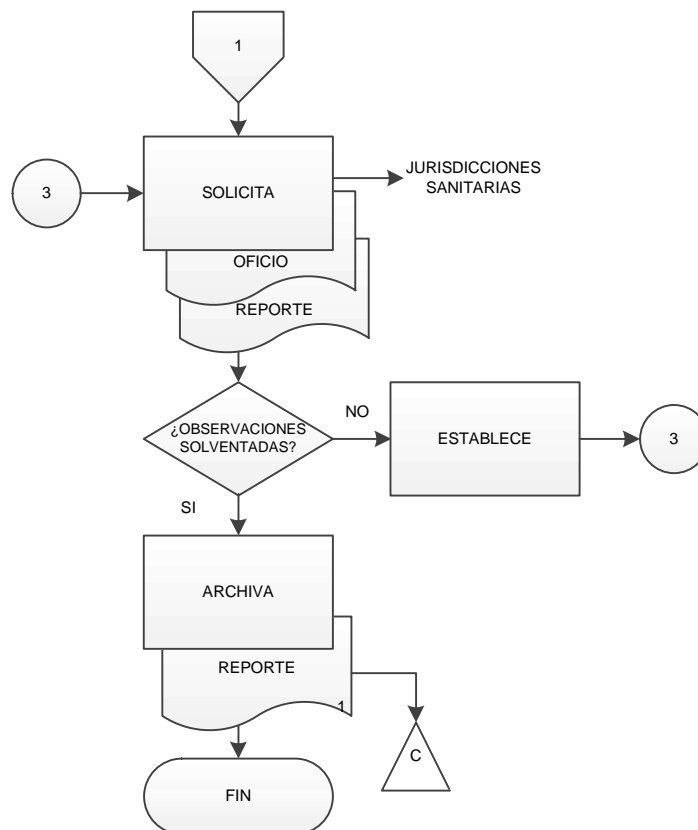 1
3
SOLICITA
JURISDICCIONES
SANITARIAS
OFICIO
REPORTE
¿OBSERVACIONES
SOLVENTADAS?
NO
ESTABLECE
3
SI
ARCHIVA
REPORTE
1
C
FIN